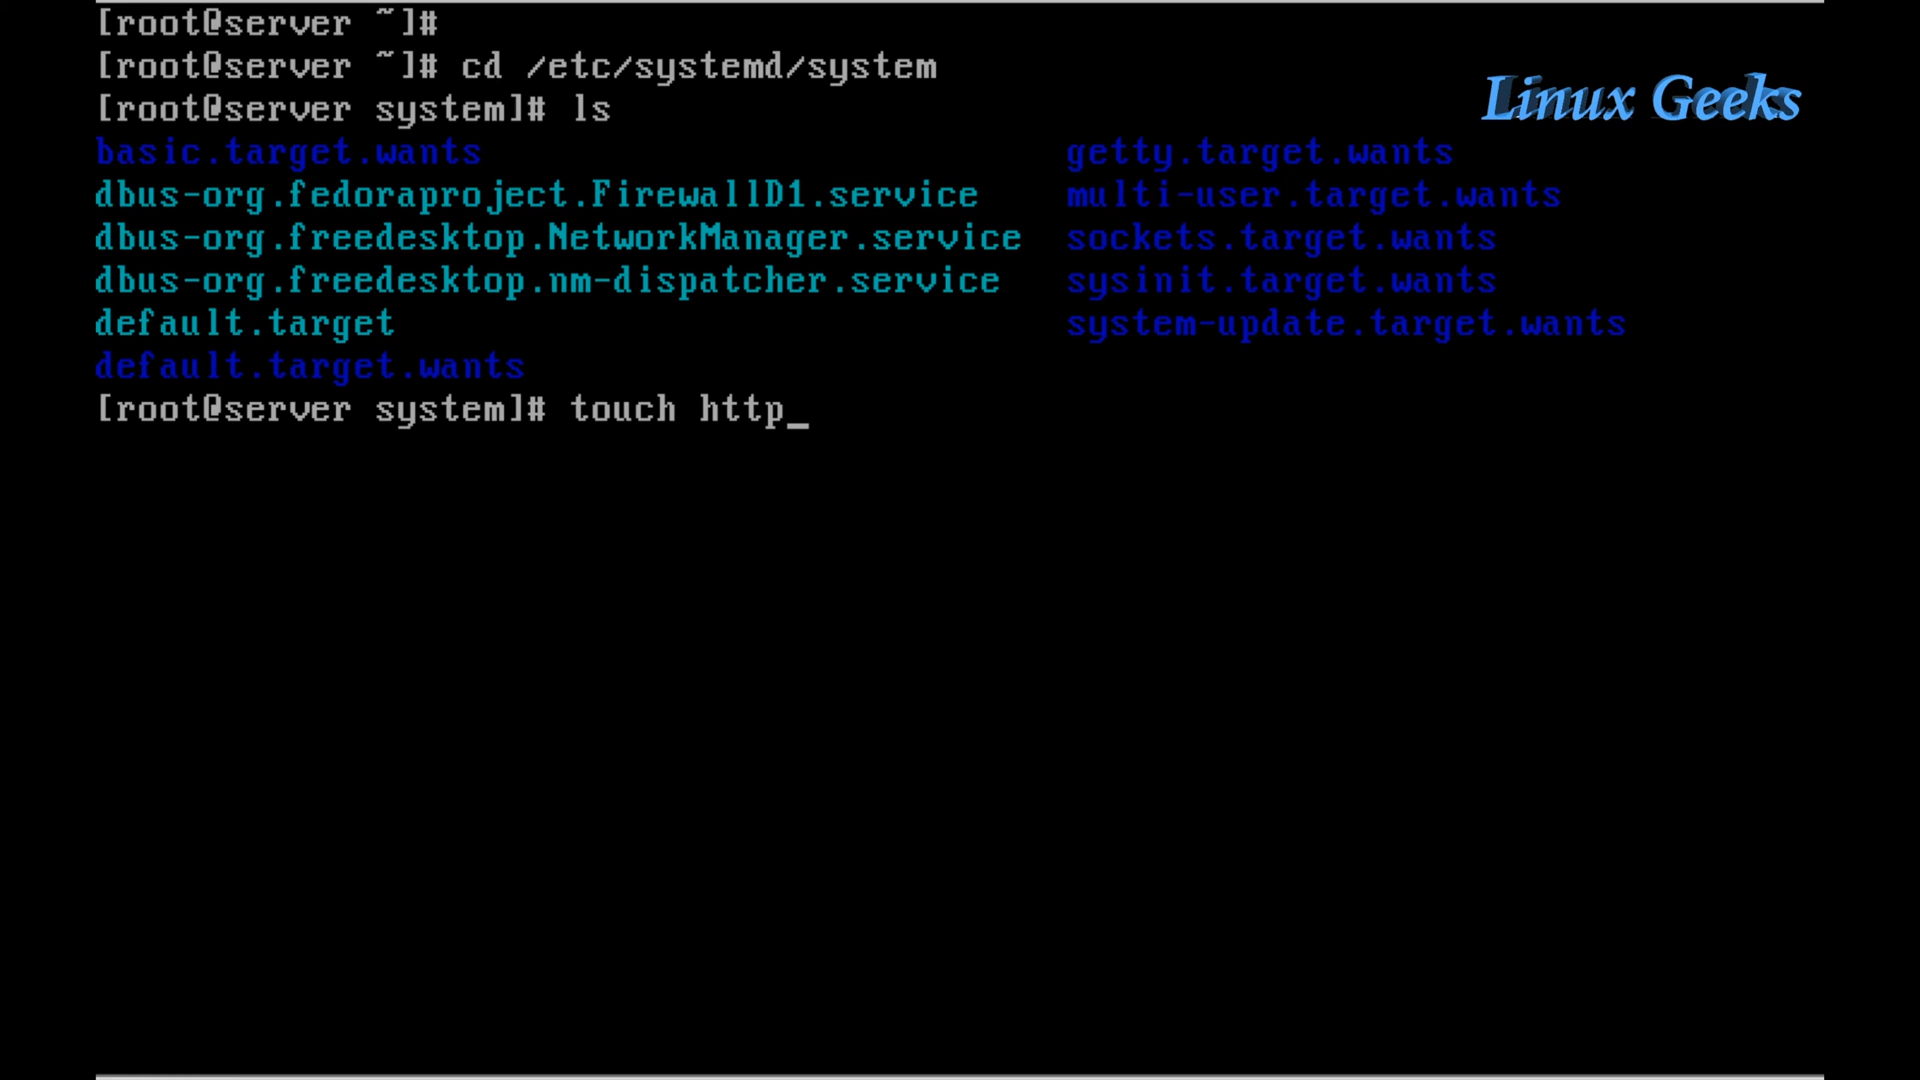 [root@server ~]#
[root@server ~]# cd /etc/systemd/system
[root@server system]# ls
basic.target.wants getty.target.wants
dbus-org.fedoraproject.FirewallD1.service multi-user.target.wants
dbus-org.freedesktop.NetworkManager.service sockets.target.wants
dbus-org.freedesktop.nm-dispatcher.service sysinit.target.wants
default.target system-update.target.wants
default.target.wants
[root@server system]# touch http_
Linux Geeks